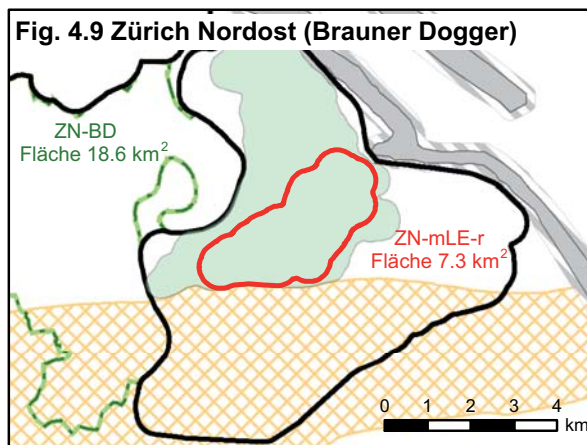 Fig. 4.9 Zürich Nordost (Brauner Dogger)
ZN-BD
Fläche 18.6 km²
ZN-mLE-r
Fläche 7.3 km²
0 1 2 3 4
km